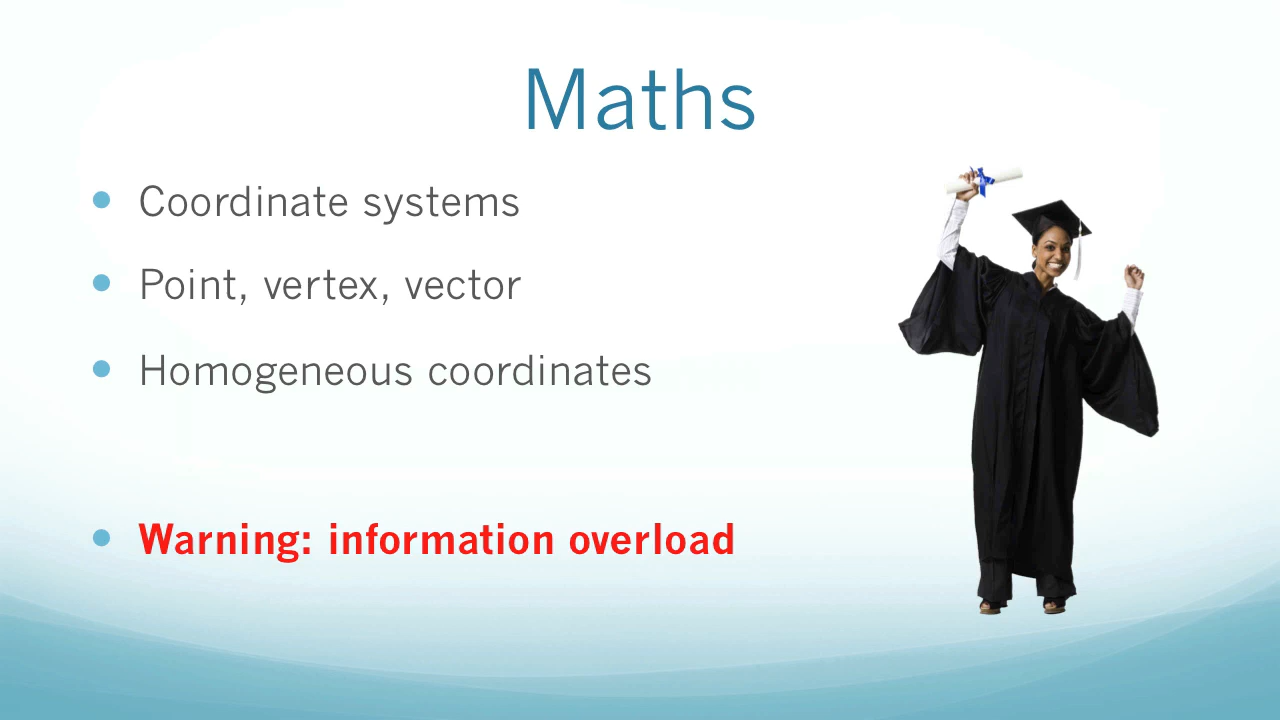 Maths
Coordinate systems
Point, vertex, vector
Homogeneous coordinates
Warning: information overload